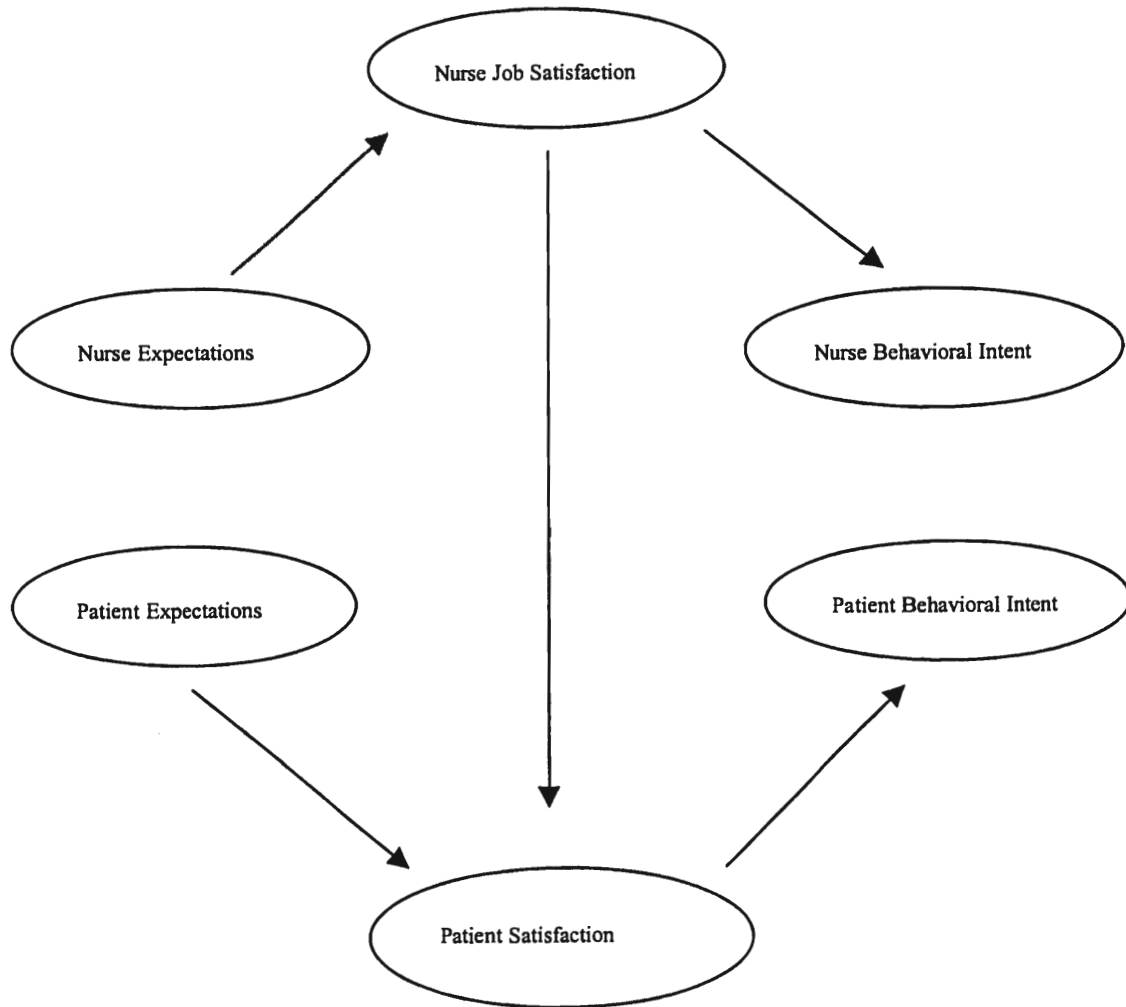 Nurse Job Satisfaction
Nurse Expectations
Nurse Behavioral Intent
Patient Expectations
Patient Behavioral Intent
Patient Satisfaction